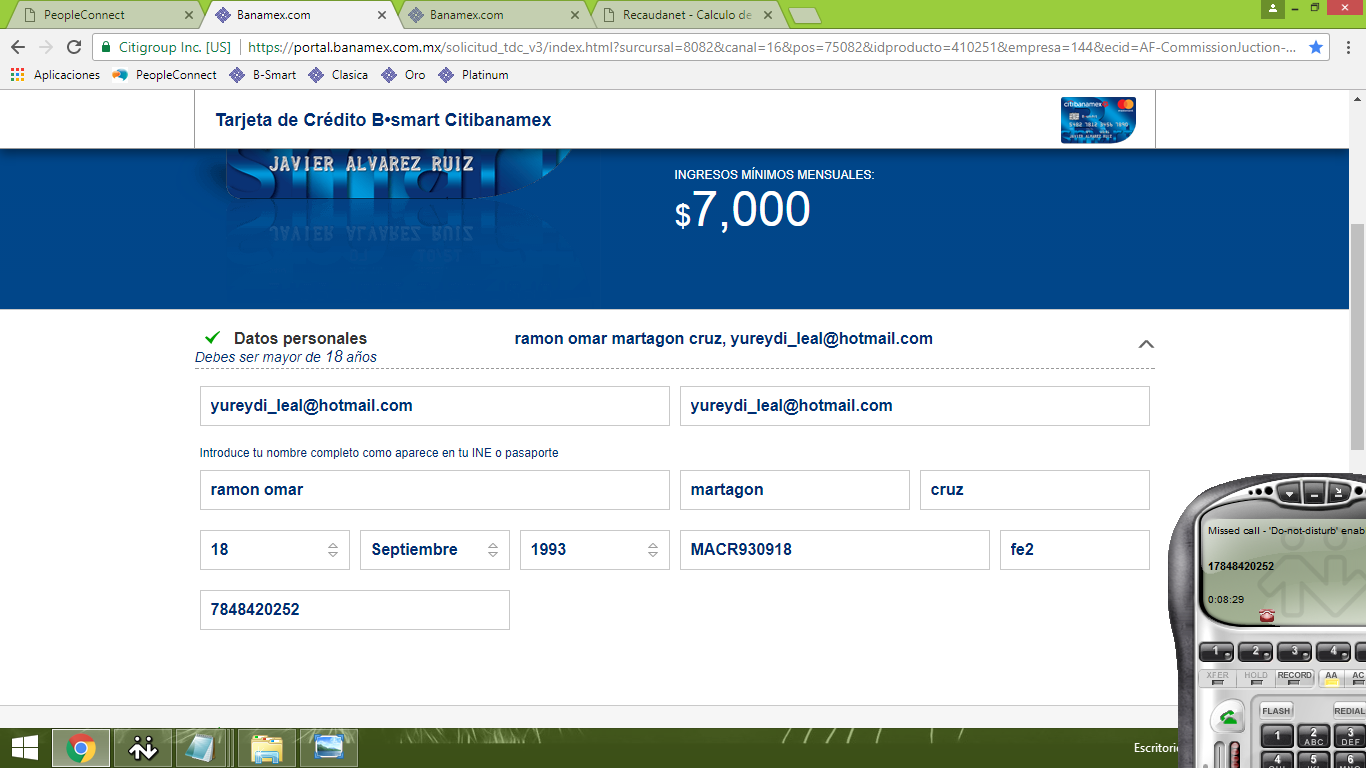 PeopleConnect
Banamex.com
Banamex.com
Recaudanet - Calculo de
Citigroup Inc. [US]
https://portal.banamex.com.mx/solicitud_tdc_v3/index.html?surcursal=8082&canal=16&pos=75082&idproducto=410251&empresa=144&ecid=AF-CommissionJuction-...
Aplicaciones PeopleConnect B-Smart Clasica Oro Platinum
Tarjeta de Crédito B•smart Citibanamex
citibanamex
JAVIER ALVAREZ RUIZ
INGRESOS MÍNIMOS MENSUALES:
$7,000
Datos personales
ramon omar martagon cruz, yureydi_leal@hotmail.com
Debes ser mayor de 18 años
yureydi_leal@hotmail.com yureydi_leal@hotmail.com
Introduce tu nombre completo como aparece en tu INE o pasaporte
ramon omar martagon cruz
18 Septiembre 1993 MACR930918 fe2
7848420252
Missed call - 'Do-not-disturb' enab
17848420252
0:08:29
1 2 3 4
XFER HOLD RECORD AA AC
FLASH REDIAL
1 2 ABC 3 DEF
4 5 6
Escritorio